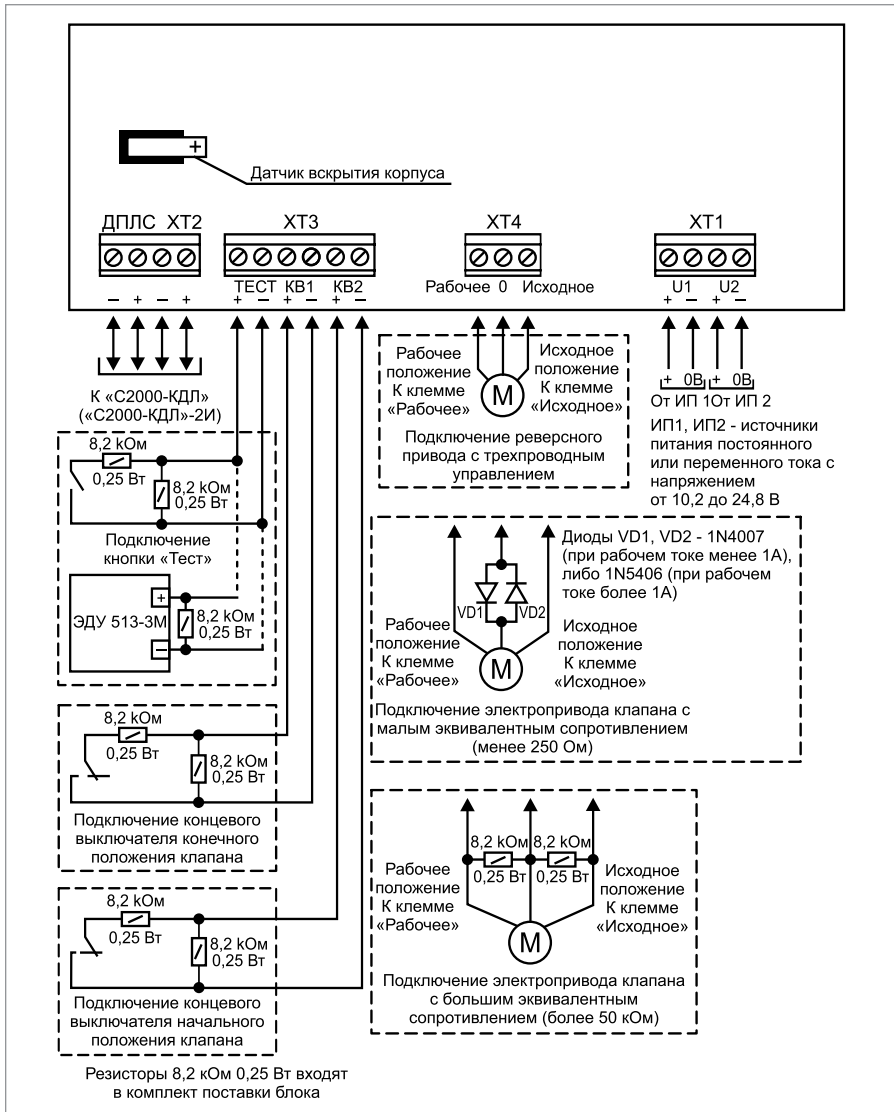 Датчик вскрытия корпуса
ДПЛС ХТ2
ХТ3
ХТ4
ХТ1
ТЕСТ КВ1 КВ2
Рабочее 0 Исходное
U1 U2
– + – +
+ – + – + –
+ – + –
+ 0В + 0В
От ИП 1 От ИП 2
К «С2000-КДЛ»
(«С2000-КДЛ»-2И)
ИП1, ИП2 - источники
питания постоянного
или переменного тока с
напряжением
от 10,2 до 24,8 В
Рабочее
положение
К клемме
«Рабочее»
М
Исходное
положение
К клемме
«Исходное»
Подключение реверсного
привода с трехпроводным
управлением
8,2 kОм
0,25 Вт
8,2 kОм
0,25 Вт
Подключение
кнопки «Тест»
ЭДУ 513-3М
+
–
8,2 kОм
0,25 Вт
Диоды VD1, VD2 - 1N4007
(при рабочем токе менее 1А),
либо 1N5406 (при рабочем
токе более 1А)
VD1
VD2
Рабочее
положение
К клемме
«Рабочее»
М
Исходное
положение
К клемме
«Исходное»
Подключение электропривода клапана с
малым эквивалентным сопротивлением
(менее 250 Ом)
8,2 kОм
0,25 Вт
8,2 kОм
0,25 Вт
Подключение концевого
выключателя конечного
положения клапана
8,2 kОм 8,2 kОм
0,25 Вт 0,25 Вт
Рабочее
положение
К клемме
«Рабочее»
М
Исходное
положение
К клемме
«Исходное»
Подключение электропривода клапана
с большим эквивалентным
сопротивлением (более 50 кОм)
8,2 kОм
0,25 Вт
8,2 kОм
0,25 Вт
Подключение концевого
выключателя начального
положения клапана
Резисторы 8,2 kОм 0,25 Вт входят
в комплект поставки блока